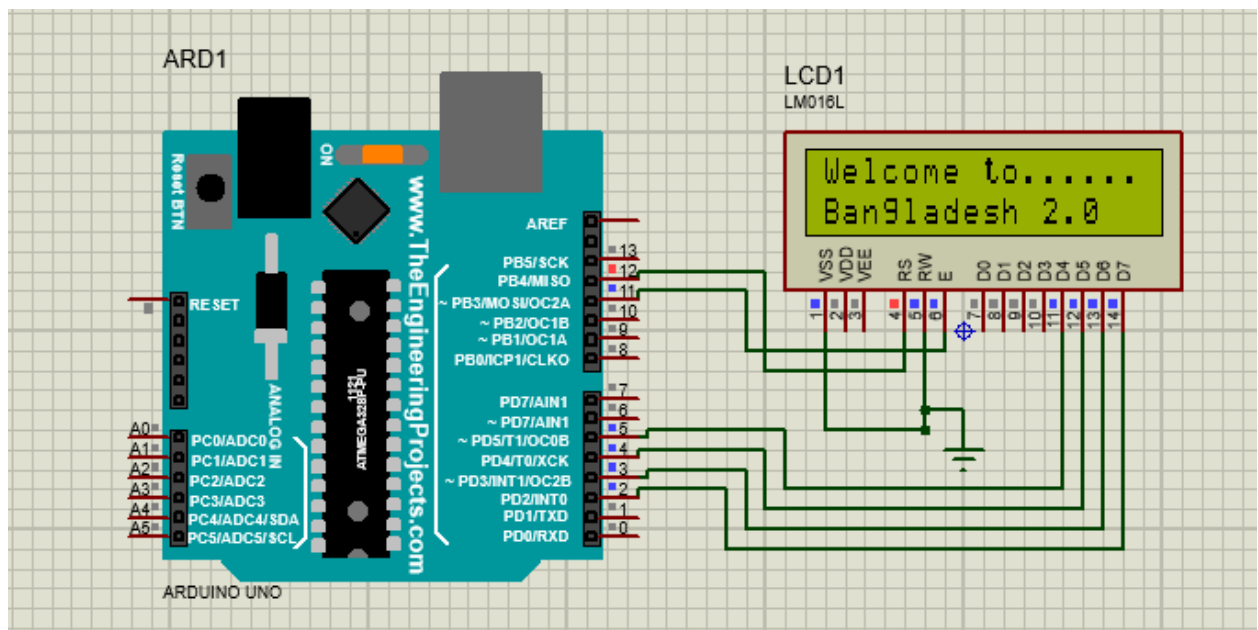 ARD1
LCD1
LM016L
Reset BTN
ON
www.TheEngineeringProjects.com
Welcome to......
Bangladesh 2.0
AREF
PB5/SCK
13
PB4/MISO
12
~ PB3/MOSI/OC2A
11
~ PB2/OC1B
10
~ PB1/OC1A
9
PB0/ICP1/CLKO
8
VSS
VDD
VEE
RS
RW
E
D0
D1
D2
D3
D4
D5
D6
D7
1
2
3
4
5
6
7
8
9
10
11
12
13
14
RESET
1121
ATMEGA328P-PU
ANALOG IN
PD7/AIN1
7
~ PD7/AIN1
6
~ PD5/T1/OC0B
5
PD4/T0/XCK
4
~ PD3/INT1/OC2B
3
PD2/INT0
2
PD1/TXD
1
PD0/RXD
0
A0
PC0/ADC0
A1
PC1/ADC1
A2
PC2/ADC2
A3
PC3/ADC3
A4
PC4/ADC4/SDA
A5
PC5/ADC5/SCL
ARDUINO UNO